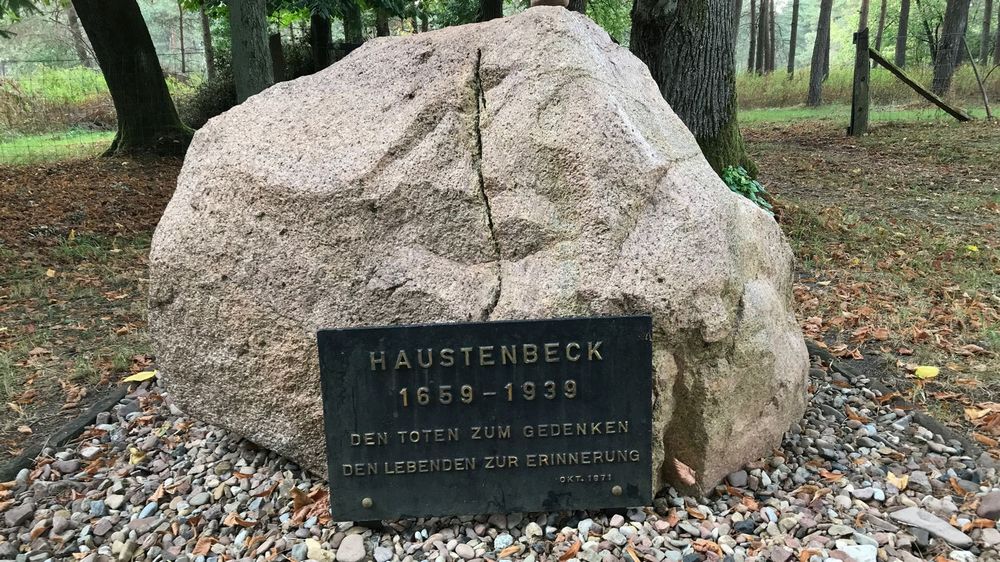 HAUSTENBECK
1659-1939
DEN TOTEN ZUM GEDENKEN
DEN LEBENDEN ZUR ERINNERUNG
OKT. 1971